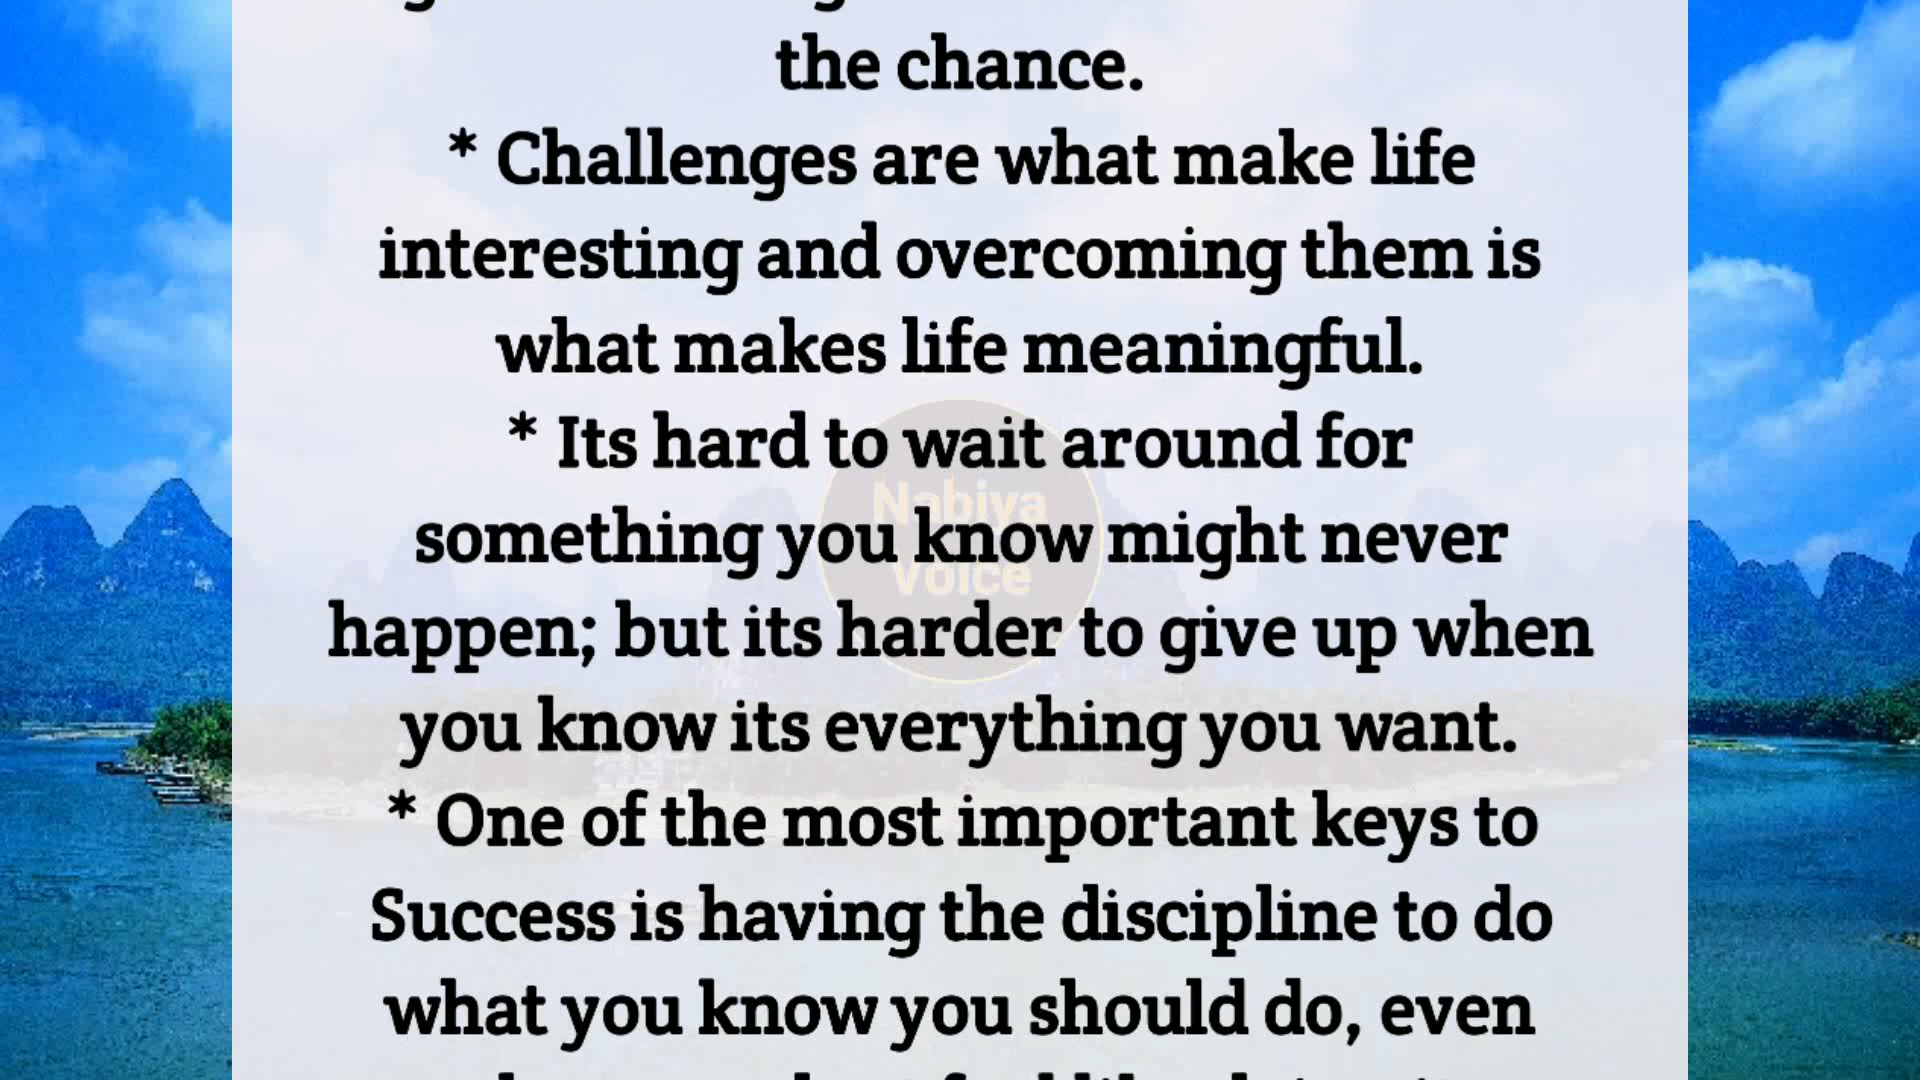 the chance.
* Challenges are what make life
interesting and overcoming them is
what makes life meaningful.
* Its hard to wait around for
Nabiya
something you know might never
Voice
happen; but its harder to give up when
you know its everything you want.
* One of the most important keys to
Success is having the discipline to do
what you know you should do, even